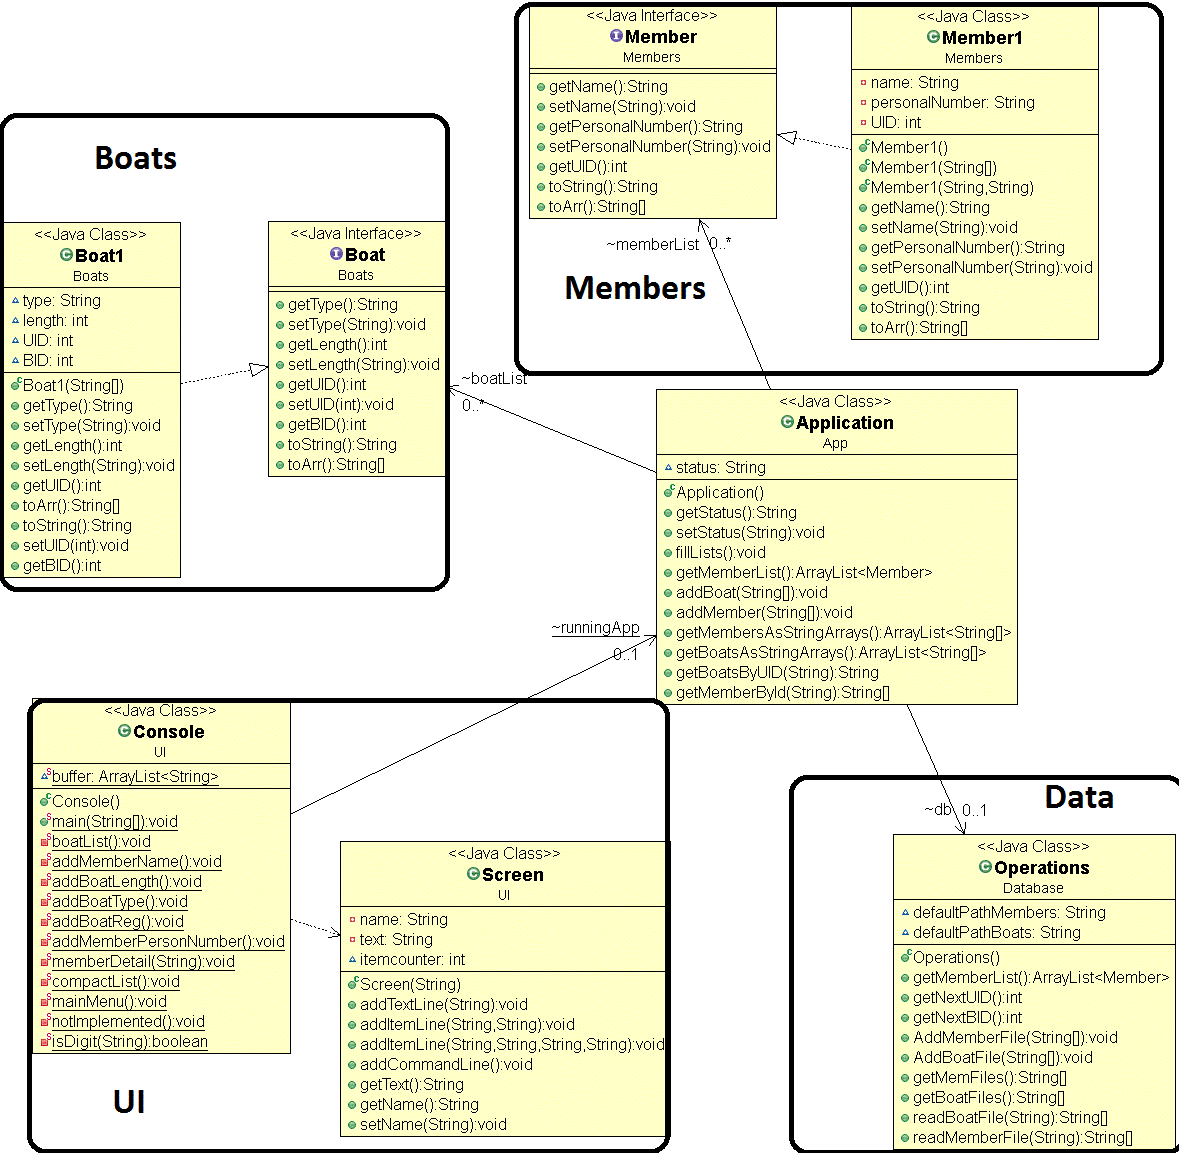 <<Java Interface>>
Member
Members
getName():String
setName(String):void
getPersonalNumber():String
setPersonalNumber(String):void
getUID():int
toString():String
toArr():String[]
<<Java Class>>
Member1
Members
name: String
personalNumber: String
UID: int
Member1()
Member1(String[])
Member1(String,String)
getName():String
setName(String):void
getPersonalNumber():String
setPersonalNumber(String):void
getUID():int
toString():String
toArr():String[]
~memberList 0..*
Members
Boats
<<Java Class>>
Boat1
Boats
type: String
length: int
UID: int
BID: int
Boat1(String[])
getType():String
setType(String):void
getLength():int
setLength(String):void
getUID():int
toArr():String[]
toString():String
setUID(int):void
getBID():int
<<Java Interface>>
Boat
Boats
getType():String
setType(String):void
getLength():int
setLength(String):void
getUID():int
setUID(int):void
getBID():int
toString():String
toArr():String[]
~boatList
0..*
<<Java Class>>
Application
App
status: String
Application()
getStatus():String
setStatus(String):void
fillLists():void
getMemberList():ArrayList<Member>
addBoat(String[]):void
addMember(String[]):void
getMembersAsStringArrays():ArrayList<String[]>
getBoatsAsStringArrays():ArrayList<String[]>
getBoatsByUID(String):String
getMemberById(String):String[]
~runningApp
0..1
<<Java Class>>
Console
UI
buffer: ArrayList<String>
Console()
main(String[]):void
boatList():void
addMemberName():void
addBoatLength():void
addBoatType():void
addBoatReg():void
addMemberPersonNumber():void
memberDetail(String):void
compactList():void
mainMenu():void
notImplemented():void
isDigit(String):boolean
UI
<<Java Class>>
Screen
UI
name: String
text: String
itemcounter: int
Screen(String)
addTextLine(String):void
addItemLine(String,String):void
addItemLine(String,String,String,String):void
addCommandLine():void
getText():String
getName():String
setName(String):void
Data
~db 0..1
<<Java Class>>
Operations
Database
defaultPathMembers: String
defaultPathBoats: String
Operations()
getMemberList():ArrayList<Member>
getNextUID():int
getNextBID():int
AddMemberFile(String[]):void
AddBoatFile(String[]):void
getMemFiles():String[]
getBoatFiles():String[]
readBoatFile(String):String[]
readMemberFile(String):String[]